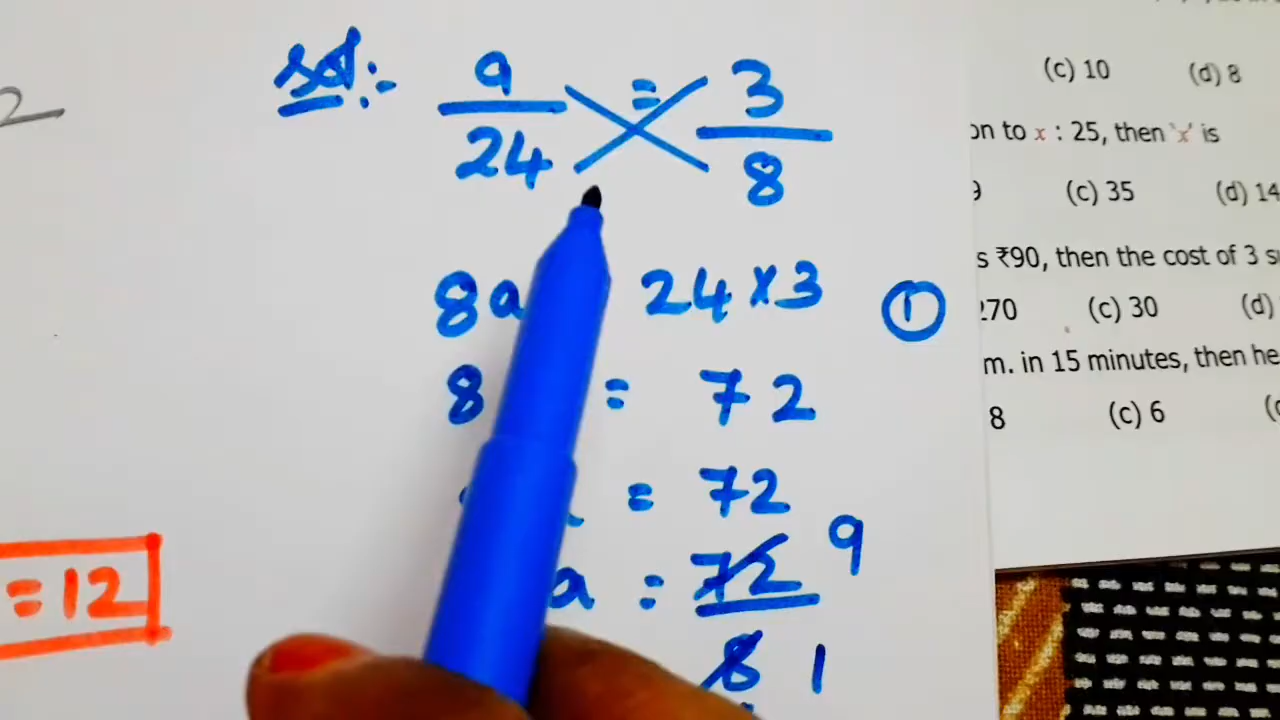 2
sol:-
a = 3
24 8
8a 24 x 3 ①
8 = 72
a = 72
a = 72 9
8 1
= 12
(c) 10 (d) 8
on to x : 25, then 'x' is
9 (c) 35 (d) 14
s ₹90, then the cost of 3
270 (c) 30 (d)
m. in 15 minutes, then he
8 (c) 6